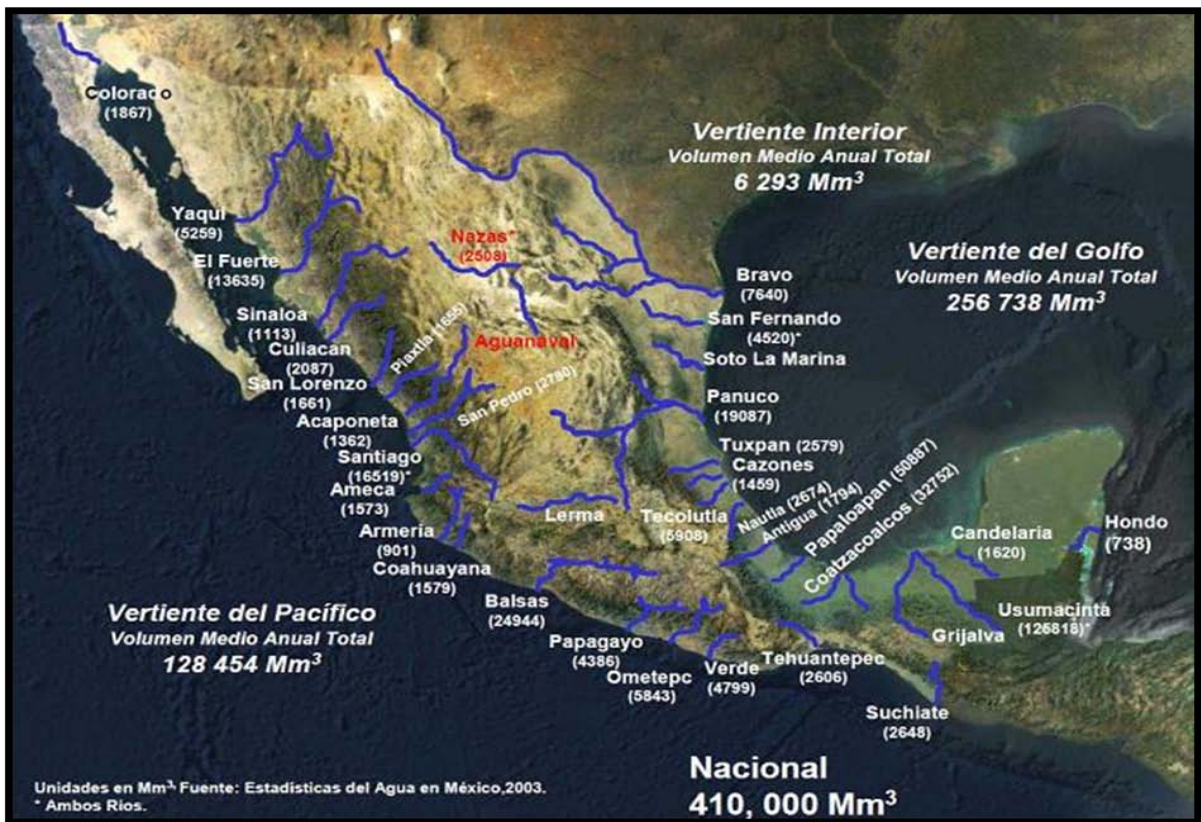 Colorado
(1867)
Vertiente Interior
Volumen Medio Anual Total
6 293 Mm³
Yaqui
(5259)
El Fuerte
(13635)
Nazas*
(2508)
Vertiente del Golfo
Volumen Medio Anual Total
256 738 Mm³
Bravo
(7640)
Sinaloa
(1113)
San Fernando
(4520)*
Culiacan
(2087)
Piaxtla (1655)
Aguanaval
Soto La Marina
San Lorenzo
(1661)
San Pedro (2780)
Panuco
(19087)
Acaponeta
(1362)
Tuxpan (2579)
Santiago
(16519)*
Cazones
(1459)
Ameca
(1573)
Lerma
Tecolutla
(5908)
Nautla (2674)
Antigua (1794)
Papaloapan (50887)
Coatzacoalcos (32752)
Armería
(901)
Candelaria
(1620)
Hondo
(738)
Coahuayana
(1579)
Balsas
(24944)
Usumacinta
(125818)*
Grijalva
Vertiente del Pacífico
Volumen Medio Anual Total
128 454 Mm³
Papagayo
(4386)
Ometepc
(5843)
Verde
(4799)
Tehuantepec
(2606)
Suchiate
(2648)
Nacional
410, 000 Mm³
Unidades en Mm³, Fuente: Estadísticas del Agua en México,2003.
* Ambos Rios.